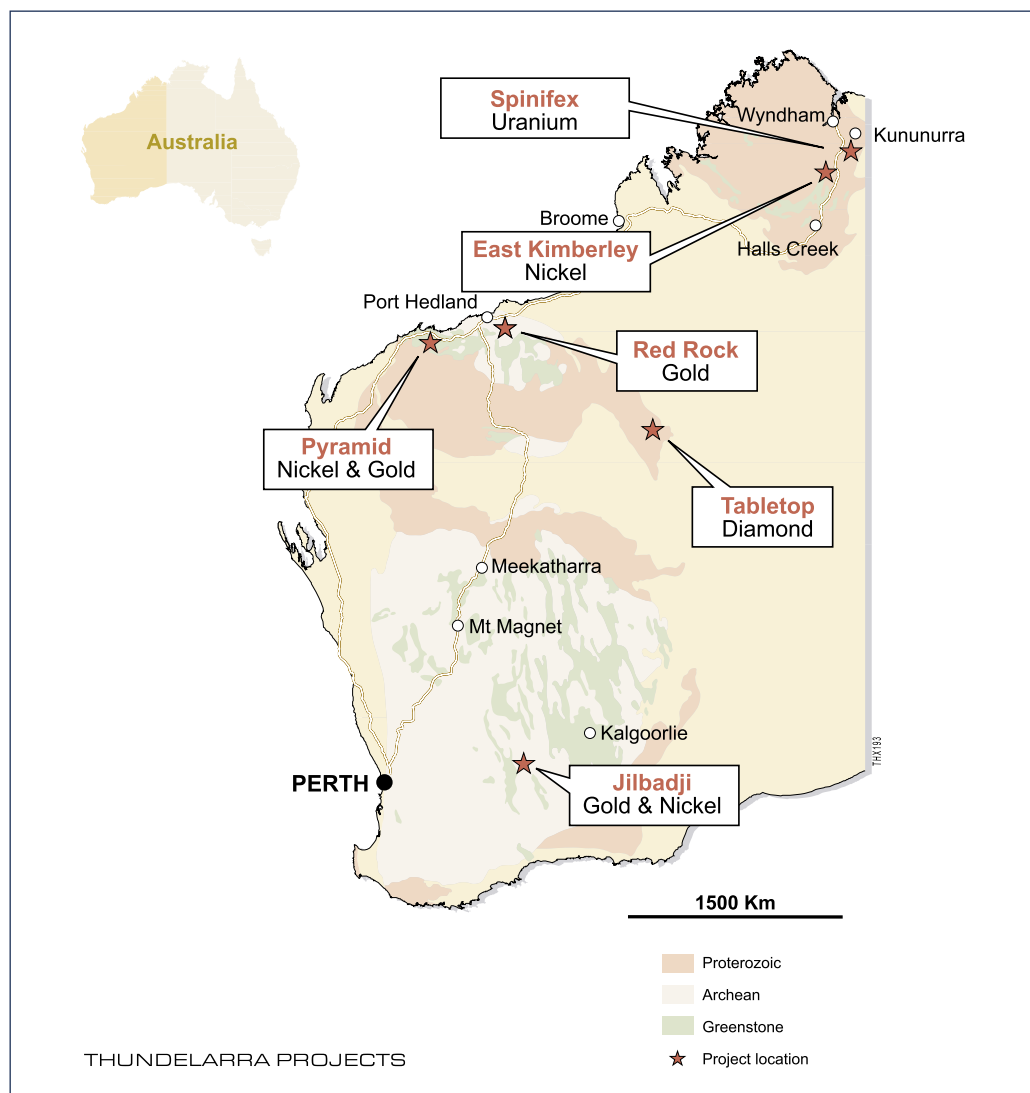 Australia
Spinifex
Uranium
Wyndham
Kununurra
Broome
Halls Creek
East Kimberley
Nickel
Port Hedland
Red Rock
Gold
Pyramid
Nickel & Gold
Tabletop
Diamond
Meekatharra
Mt Magnet
Kalgoorlie
THX193
PERTH
Jilbadji
Gold & Nickel
1500 Km
Proterozoic
Archean
Greenstone
Project location
THUNDELARRA PROJECTS